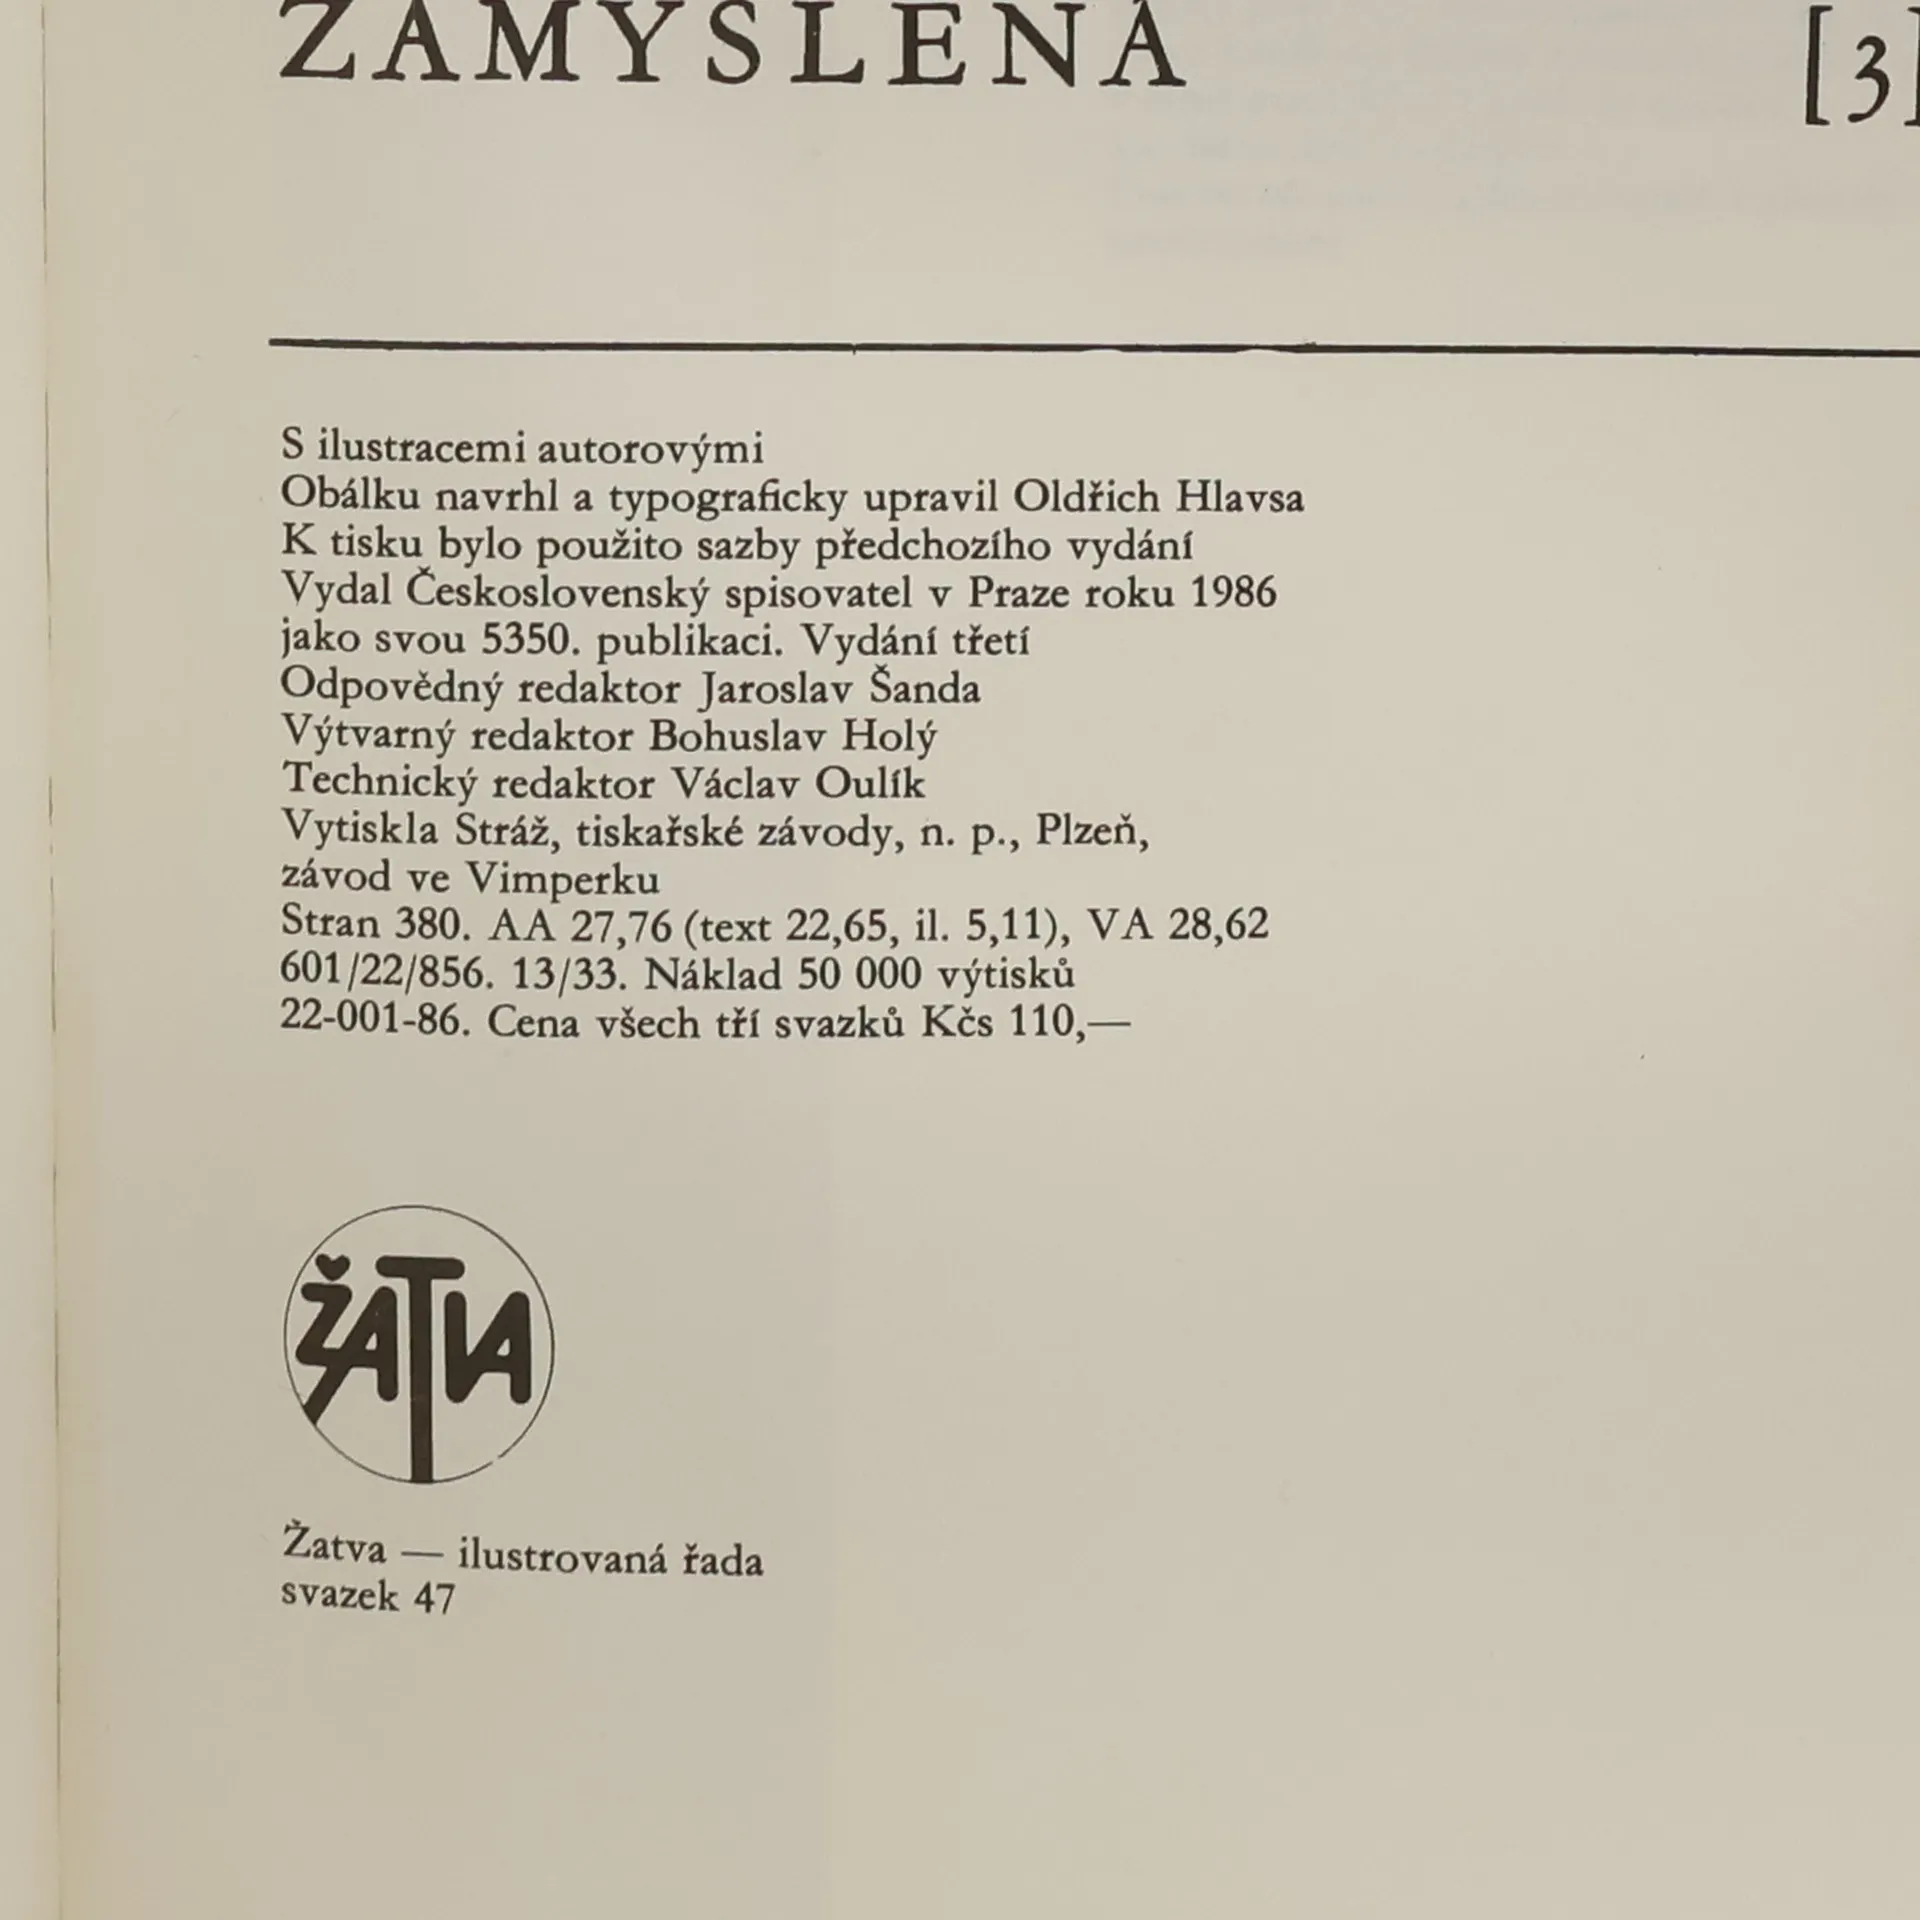 ZAMYŠLENÁ
[3]
S ilustracemi autorovými
Obálku navrhl a typograficky upravil Oldřich Hlavsa
K tisku bylo použito sazby předchozího vydání
Vydal Československý spisovatel v Praze roku 1986
jako svou 5350. publikaci. Vydání třetí
Odpovědný redaktor Jaroslav Šanda
Výtvarný redaktor Bohuslav Holý
Technický redaktor Václav Oulík
Vytiskla Stráž, tiskařské závody, n. p., Plzeň,
závod ve Vimperku
Stran 380. AA 27,76 (text 22,65, il. 5,11), VA 28,62
601/22/856. 13/33. Náklad 50 000 výtisků
22-001-86. Cena všech tří svazků Kčs 110,—
ŽATVA
Žatva — ilustrovaná řada
svazek 47